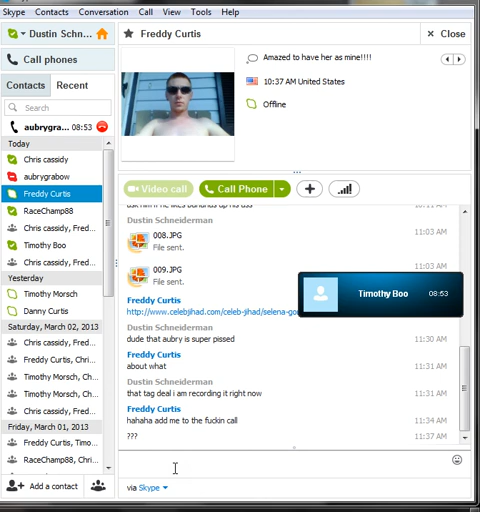 Skype Contacts Conversation Call View Tools Help
Dustin Schn...
Freddy Curtis
Close
Call phones
Amazed to have her as mine!!!!
Contacts Recent
10:37 AM United States
Search
Offline
aubrygra... 08:53
Today
Chris cassidy
aubrygrabow
Freddy Curtis
RaceChamp88
Chris cassidy, Fred...
Timothy Boo
Chris cassidy, Fred...
Yesterday
Timothy Morsch
Danny Curtis
Saturday, March 02, 2013
Chris cassidy, Fred...
Freddy Curtis, Chri...
Timothy Morsch, C...
Timothy Morsch, Ch...
Chris cassidy, Fred...
Friday, March 01, 2013
Freddy Curtis, Timo...
RaceChamp88, Chris...
Add a contact
Video call
Call Phone
Dustin Schneiderman
008.JPG 11:03 AM
File sent.
009.JPG 11:03 AM
File sent.
Timothy Boo 08:53
Freddy Curtis
http://www.celebjihad.com/celeb-jihad/selena-go
Dustin Schneiderman
dude that aubry is super pissed 11:30 AM
Freddy Curtis
about what 11:31 AM
Dustin Schneiderman
that tag deal i am recording it right now 11:31 AM
Freddy Curtis
hahaha add me to the fuckin call 11:34 AM
??? 11:37 AM
via Skype